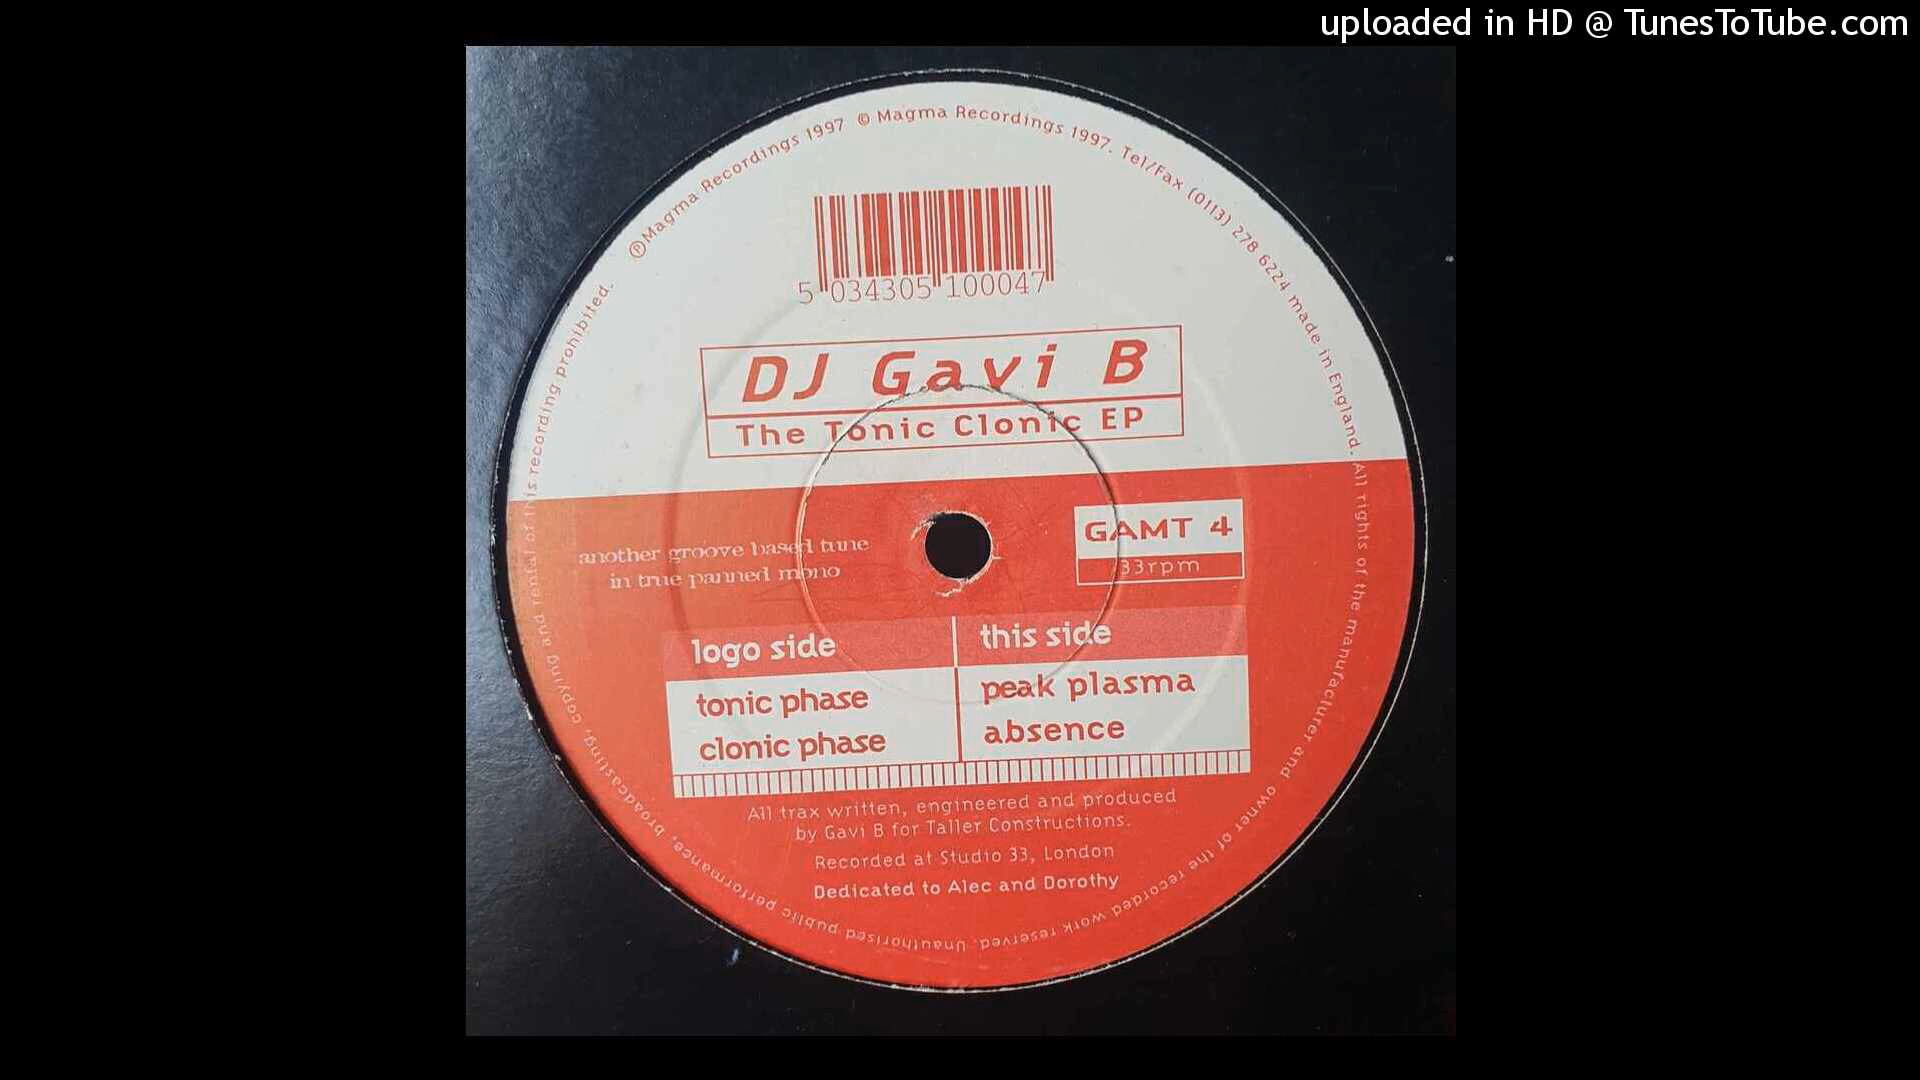 uploaded in HD @ TunesToTube.com
℗ Magma Recordings 1997 © Magma Recordings 1997. Tel/Fax (0113) 278 6224 made in England. All rights of the manufacturer and owner of the recorded work reserved. Unauthorised public performance, broadcasting, copying and rental of this recording prohibited.
5 034305 100047
DJ Gavi B
The Tonic Clonic EP
another groove based tune
in true panned mono
GAMT 4
33rpm
logo side
tonic phase
clonic phase
this side
peak plasma
absence
All trax written, engineered and produced
by Gavi B for Taller Constructions.
Recorded at Studio 33, London
Dedicated to Alec and Dorothy